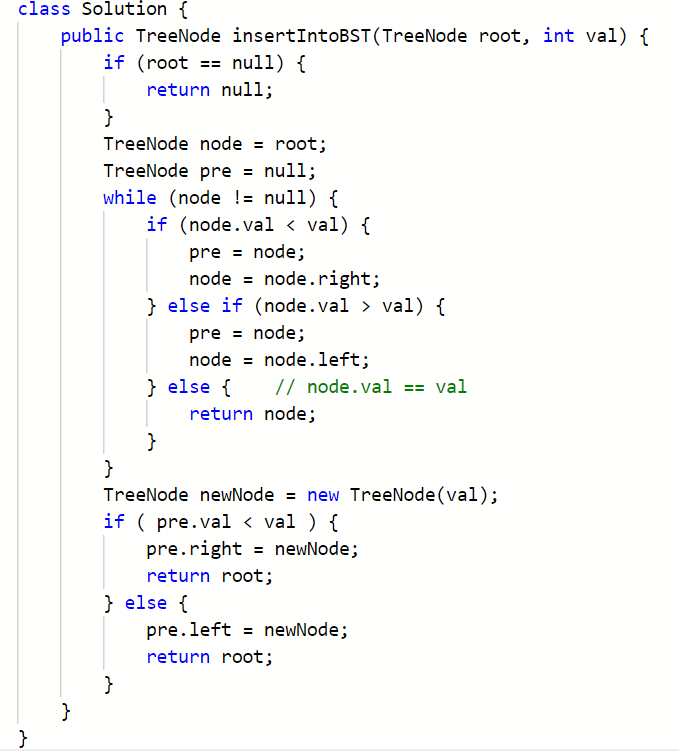 class Solution {
    public TreeNode insertIntoBST(TreeNode root, int val) {
        if (root == null) {
            return null;
        }
        TreeNode node = root;
        TreeNode pre = null;
        while (node != null) {
            if (node.val < val) {
                pre = node;
                node = node.right;
            } else if (node.val > val) {
                pre = node;
                node = node.left;
            } else {    // node.val == val
                return node;
            }
        }
        TreeNode newNode = new TreeNode(val);
        if ( pre.val < val ) {
            pre.right = newNode;
            return root;
        } else {
            pre.left = newNode;
            return root;
        }
    }
}